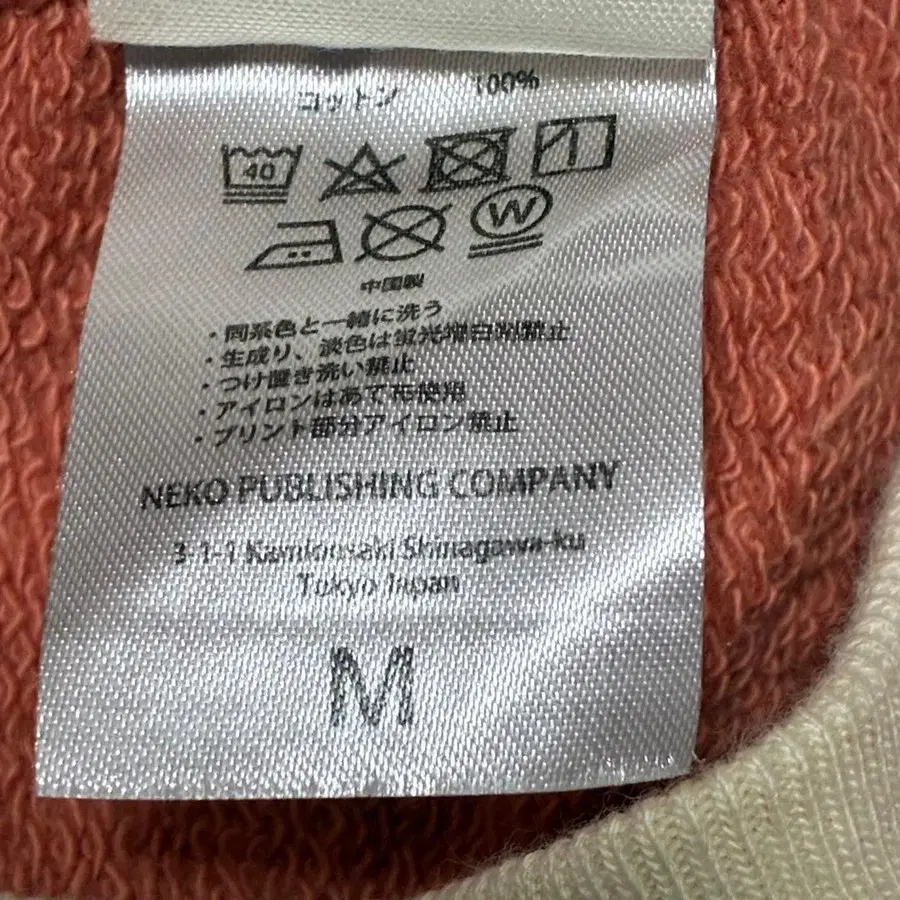 コットン 100%
40
W
中国製
・同系色と一緒に洗う
・生成り、淡色は蛍光増白剤禁止
・つけ置き洗い禁止
・アイロンはあて布使用
・プリント部分アイロン禁止
NEKO PUBLISHING COMPANY
3-1-1 Kamioosaki Shinagawa-ku
Tokyo Japan
M